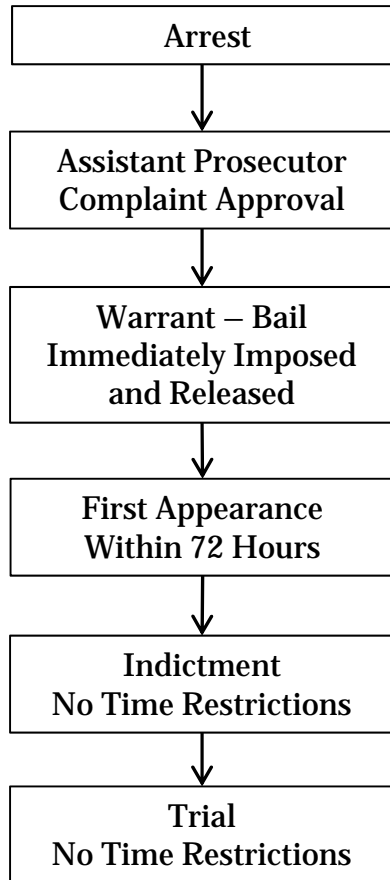 Arrest
Assistant Prosecutor
Complaint Approval
Warrant – Bail
Immediately Imposed
and Released
First Appearance
Within 72 Hours
Indictment
No Time Restrictions
Trial
No Time Restrictions